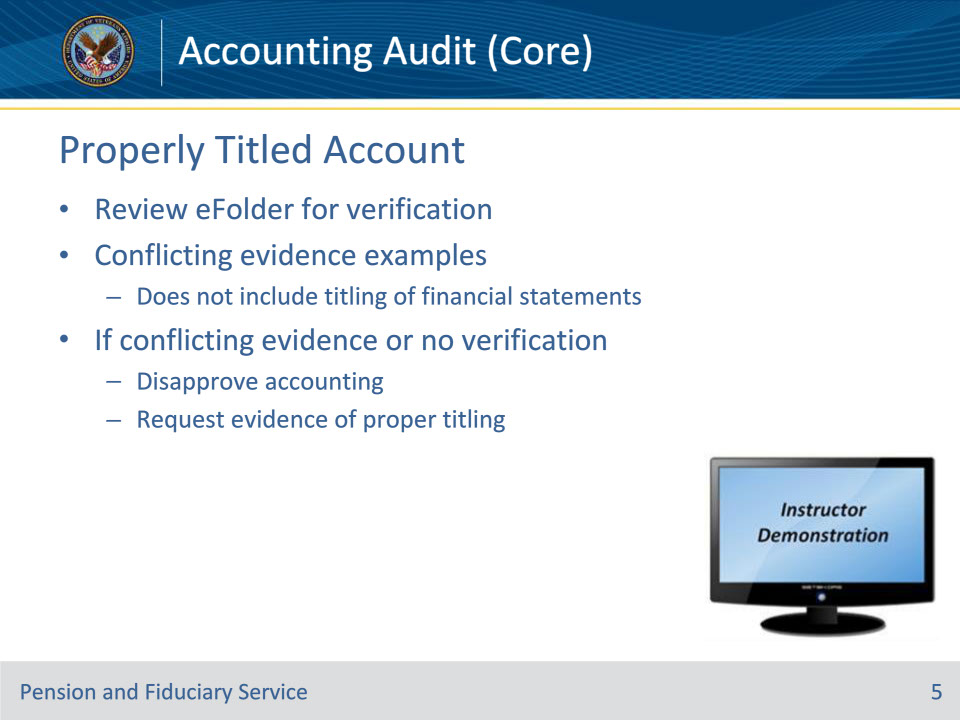 Accounting Audit (Core)
Properly Titled Account
• Review eFolder for verification
• Conflicting evidence examples
– Does not include titling of financial statements
• If conflicting evidence or no verification
– Disapprove accounting
– Request evidence of proper titling
Instructor
Demonstration
Pension and Fiduciary Service
5